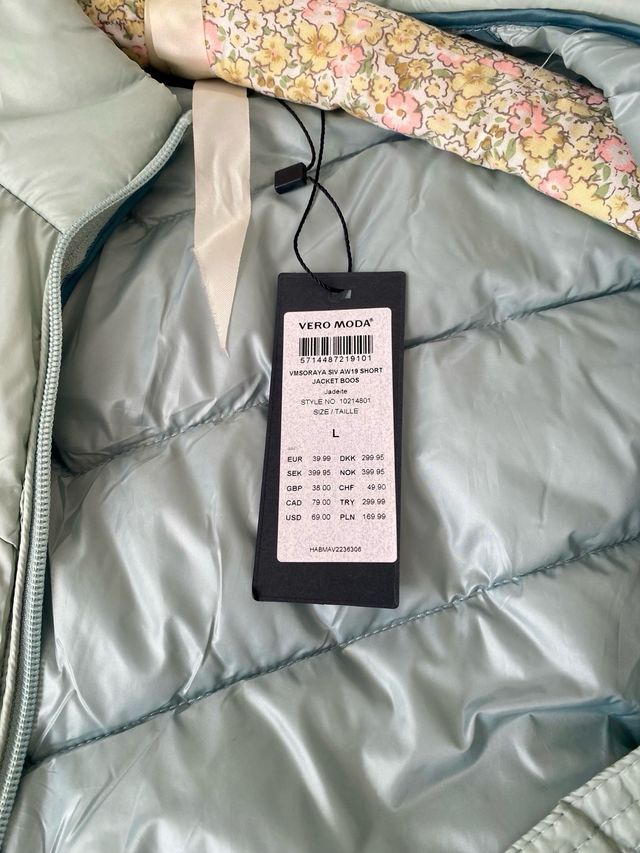 VERO MODA®
5714487219101
VMSORAYA SIV AW19 SHORT
JACKET BOOS
Jadeite
STYLE NO. 10214801
SIZE / TAILLE
L
EUR 39.99 DKK 299.95
SEK 399.95 NOK 399.95
GBP 38.00 CHF 49.90
CAD 79.00 TRY 299.99
USD 69.00 PLN 169.99
HABMAV2236306